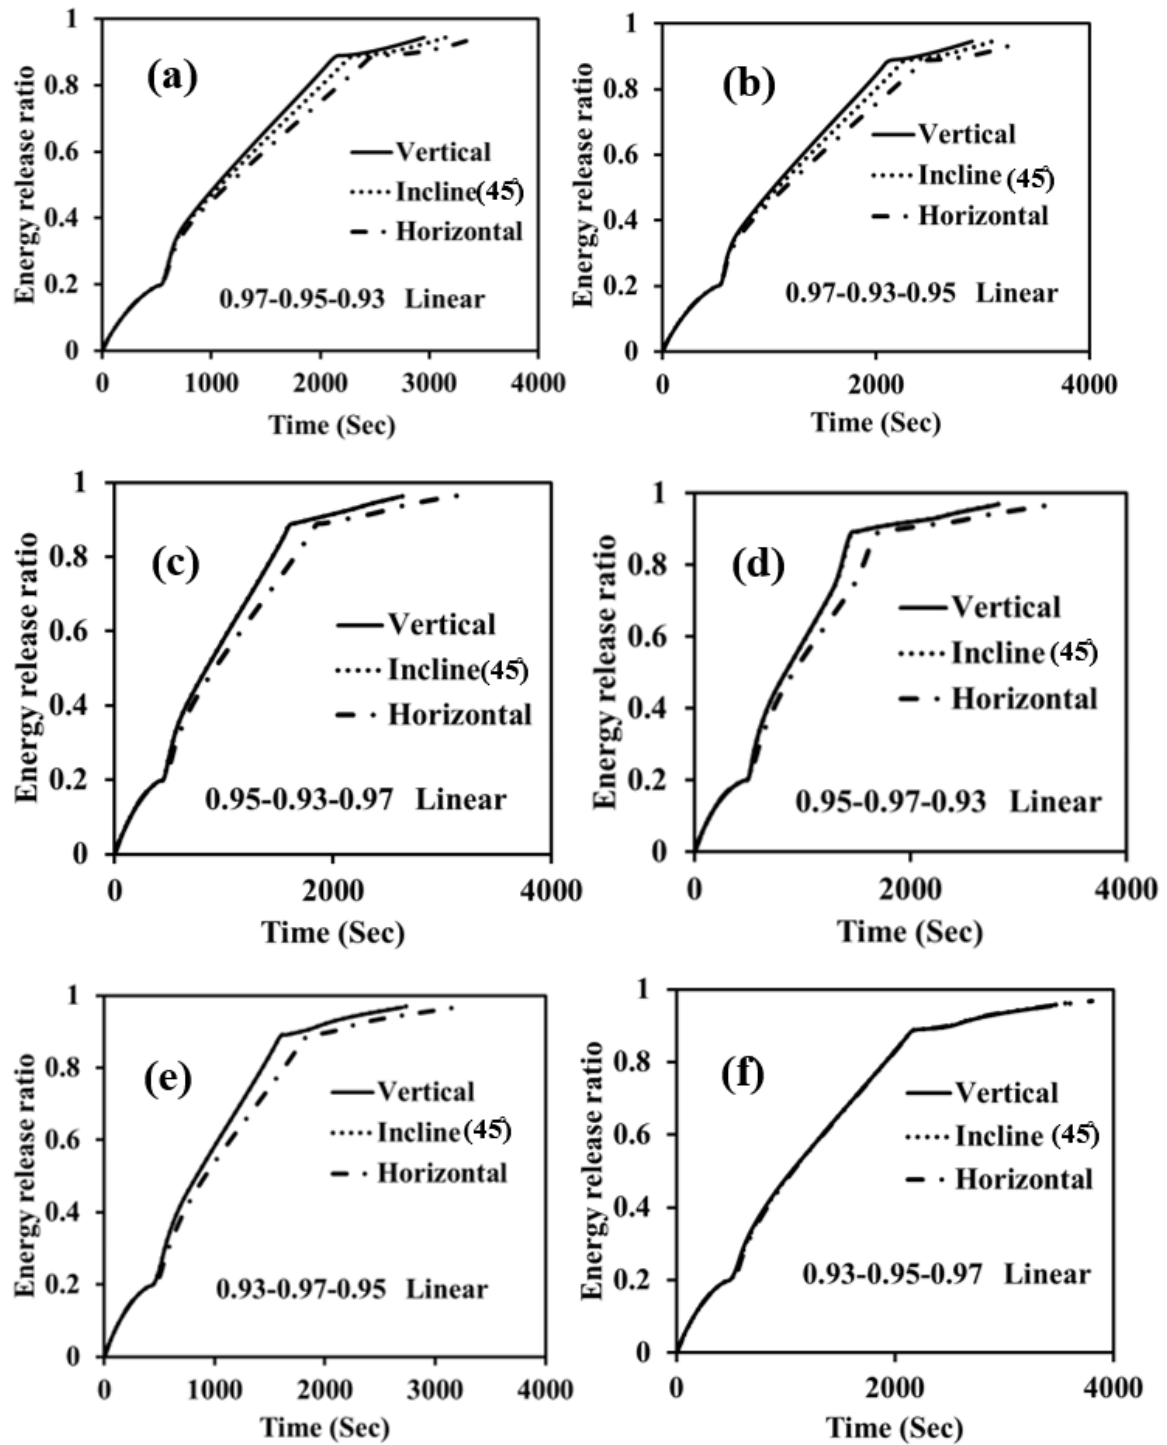 (a)
Energy release ratio
1
0.8
0.6
0.4
0.2
0
Vertical
Incline(45°)
Horizontal
0.97-0.95-0.93 Linear
0 1000 2000 3000 4000
Time (Sec)
(b)
Energy release ratio
1
0.8
0.6
0.4
0.2
0
Vertical
Incline (45°)
Horizontal
0.97-0.93-0.95 Linear
0 2000 4000
Time (Sec)
(c)
Energy release ratio
1
0.8
0.6
0.4
0.2
0
Vertical
Incline(45°)
Horizontal
0.95-0.93-0.97 Linear
0 2000 4000
Time (Sec)
(d)
Energy release ratio
1
0.8
0.6
0.4
0.2
0
Vertical
Incline (45°)
Horizontal
0.95-0.97-0.93 Linear
0 2000 4000
Time (Sec)
(e)
Energy release ratio
1
0.8
0.6
0.4
0.2
0
Vertical
Incline (45°)
Horizontal
0.93-0.97-0.95 Linear
0 1000 2000 3000 4000
Time (Sec)
(f)
Energy release ratio
1
0.8
0.6
0.4
0.2
0
Vertical
Incline (45°)
Horizontal
0.93-0.95-0.97 Linear
0 2000 4000
Time (Sec)